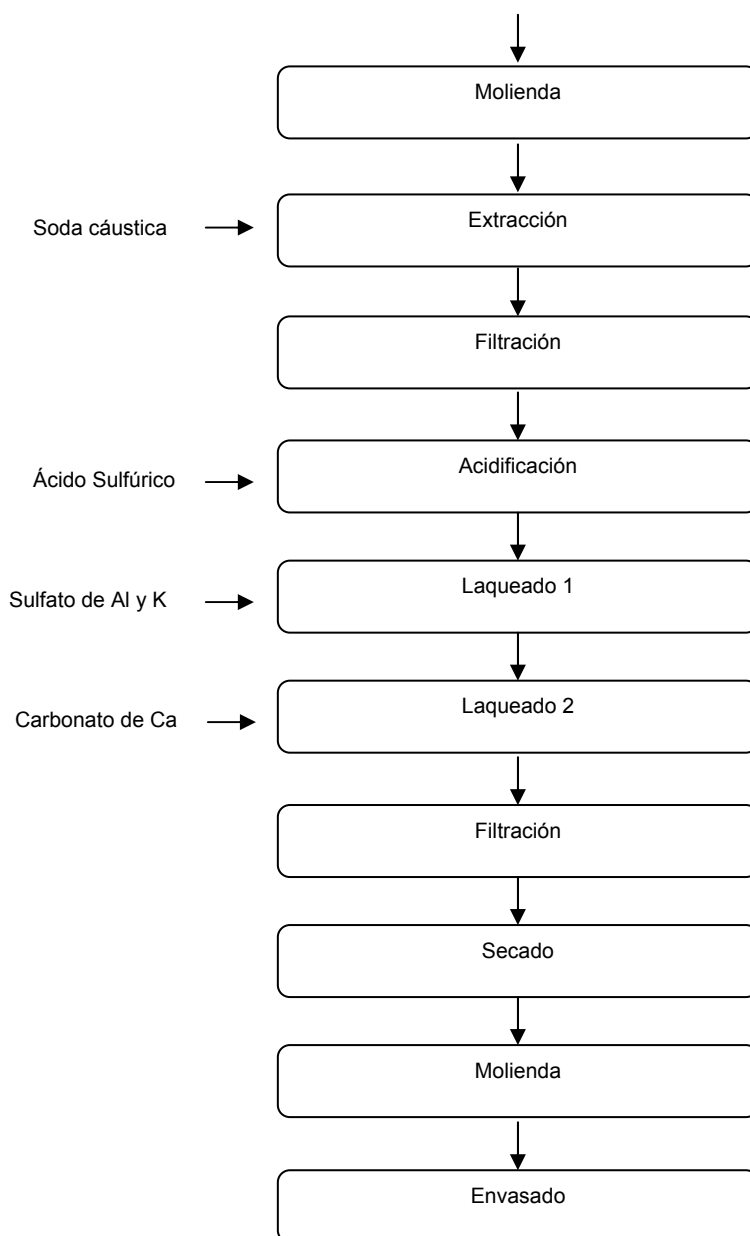 Molienda
Soda cáustica
Extracción
Filtración
Ácido Sulfúrico
Acidificación
Sulfato de Al y K
Laqueado 1
Carbonato de Ca
Laqueado 2
Filtración
Secado
Molienda
Envasado